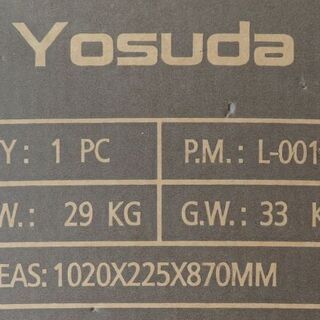 Yosuda
Y: 1 PC P.M.: L-001
W.: 29 KG G.W.: 33 K
EAS: 1020X225X870MM